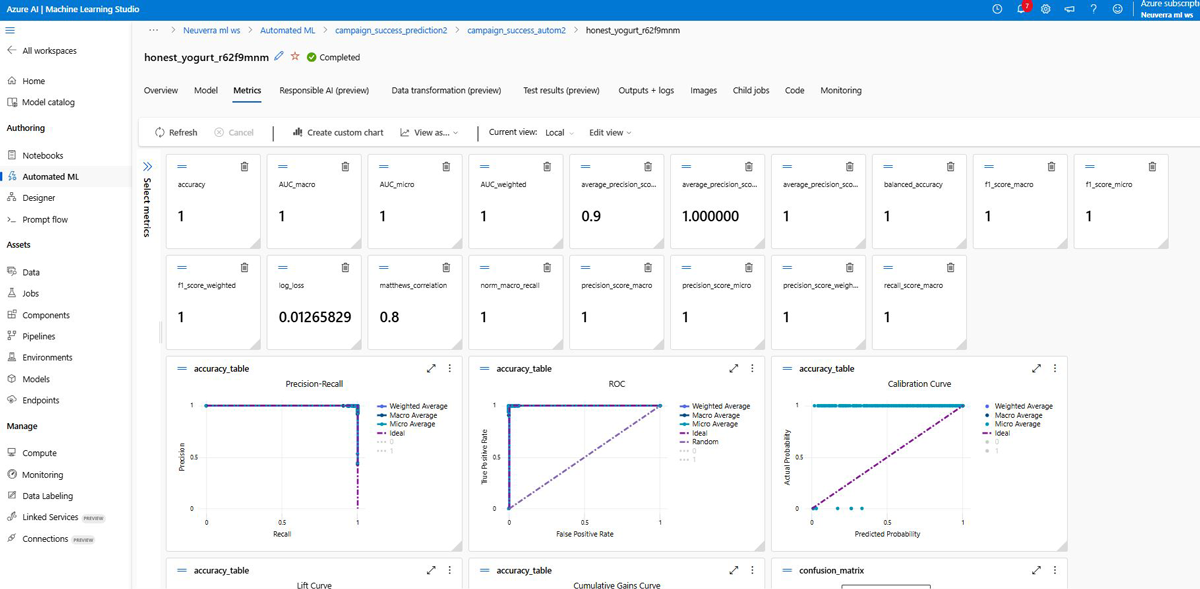 Azure AI | Machine Learning Studio
7
Azure subscripti
Neuverra ml ws
All workspaces
Home
Model catalog
Authoring
Notebooks
Automated ML
Designer
Prompt flow
Assets
Data
Jobs
Components
Pipelines
Environments
Models
Endpoints
Manage
Compute
Monitoring
Data Labeling
Linked Services PREVIEW
Connections PREVIEW
... > Neuverra ml ws > Automated ML > campaign_success_prediction2 > campaign_success_autom2 > honest_yogurt_r62f9mnm
honest_yogurt_r62f9mnm Completed
Overview Model Metrics Responsible AI (preview) Data transformation (preview) Test results (preview) Outputs + logs Images Child jobs Code Monitoring
Refresh Cancel | Create custom chart View as... | Current view: Local Edit view
Select metrics
accuracy
1
AUC_macro
1
AUC_micro
1
AUC_weighted
1
average_precision_sco...
0.9
average_precision_sco...
1.000000
average_precision_sco...
1
balanced_accuracy
1
f1_score_macro
1
f1_score_micro
1
f1_score_weighted
1
log_loss
0.01265829
matthews_correlation
0.8
norm_macro_recall
1
precision_score_macro
1
precision_score_micro
1
precision_score_weigh...
1
recall_score_macro
1
accuracy_table
Precision-Recall
1
0.5
0
Precision
0 0.5 1
Recall
Weighted Average
Macro Average
Micro Average
Ideal
0
1
accuracy_table
ROC
1
0.5
0
True Positive Rate
0 0.5 1
False Positive Rate
Weighted Average
Macro Average
Micro Average
Ideal
Random
0
1
accuracy_table
Calibration Curve
1
0.5
0
Actual Probability
0 0.5 1
Predicted Probability
Weighted Average
Macro Average
Micro Average
Ideal
0
1
accuracy_table
Lift Curve
accuracy_table
Cumulative Gains Curve
confusion_matrix